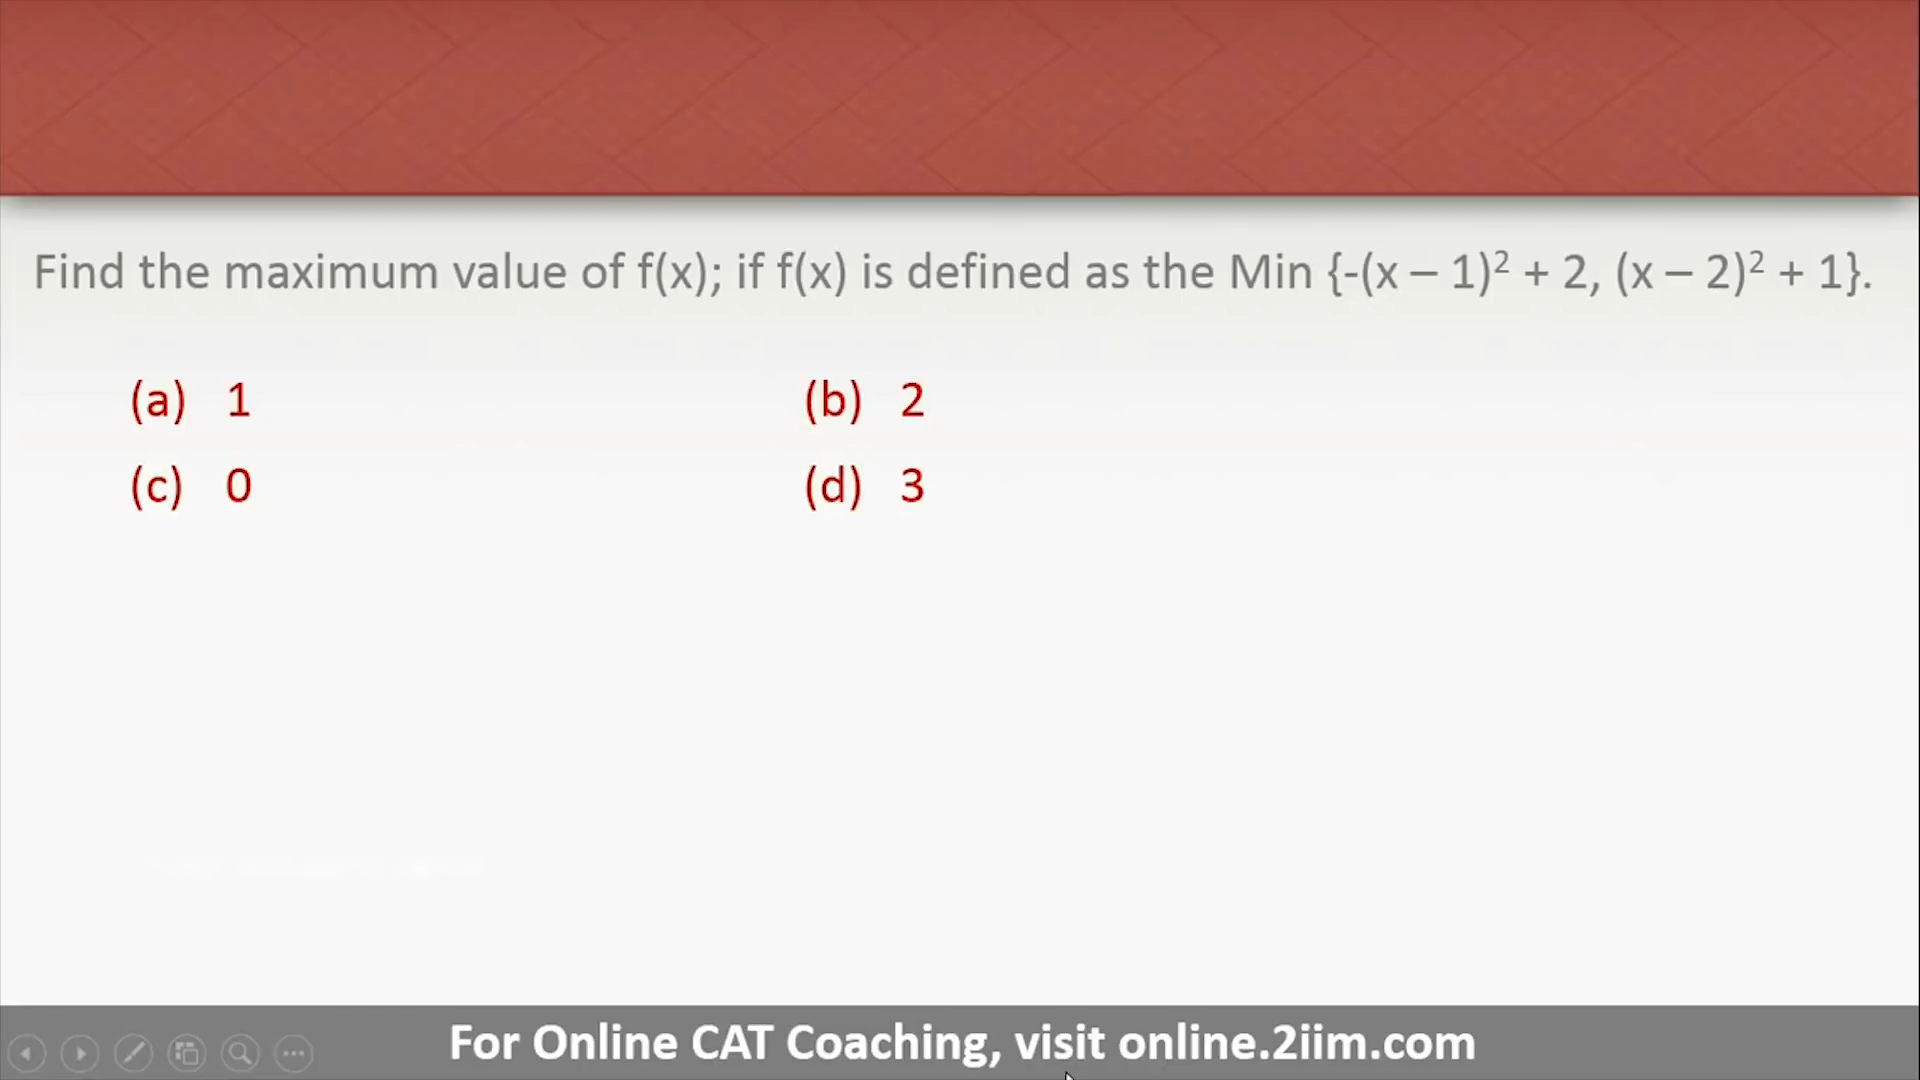 Find the maximum value of f(x); if f(x) is defined as the Min {-(x – 1)² + 2, (x – 2)² + 1}.
(a) 1 (b) 2
(c) 0 (d) 3
For Online CAT Coaching, visit online.2iim.com